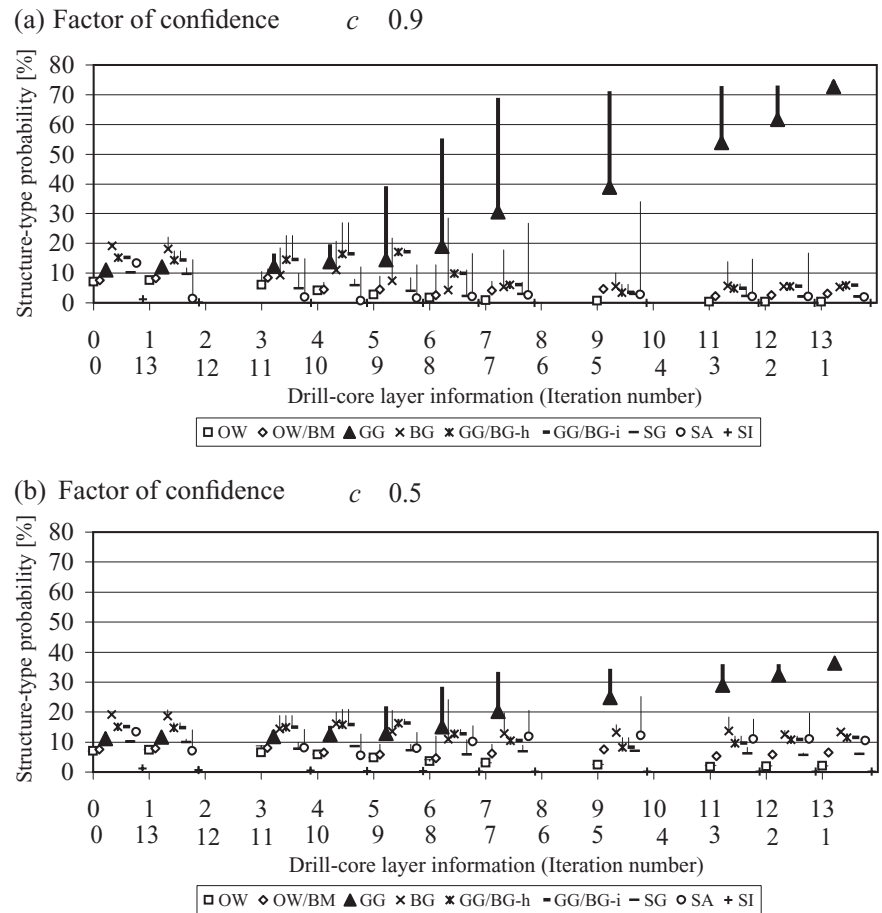 (a) Factor of confidence c 0.9
Structure-type probability [%]
80
70
60
50
40
30
20
10
0
0 1 2 3 4 5 6 7 8 9 10 11 12 13
0 13 12 11 10 9 8 7 6 5 4 3 2 1
Drill-core layer information (Iteration number)
OW OW/BM GG BG GG/BG-h GG/BG-i SG SA SI
(b) Factor of confidence c 0.5
Structure-type probability [%]
80
70
60
50
40
30
20
10
0
0 1 2 3 4 5 6 7 8 9 10 11 12 13
0 13 12 11 10 9 8 7 6 5 4 3 2 1
Drill-core layer information (Iteration number)
OW OW/BM GG BG GG/BG-h GG/BG-i SG SA SI